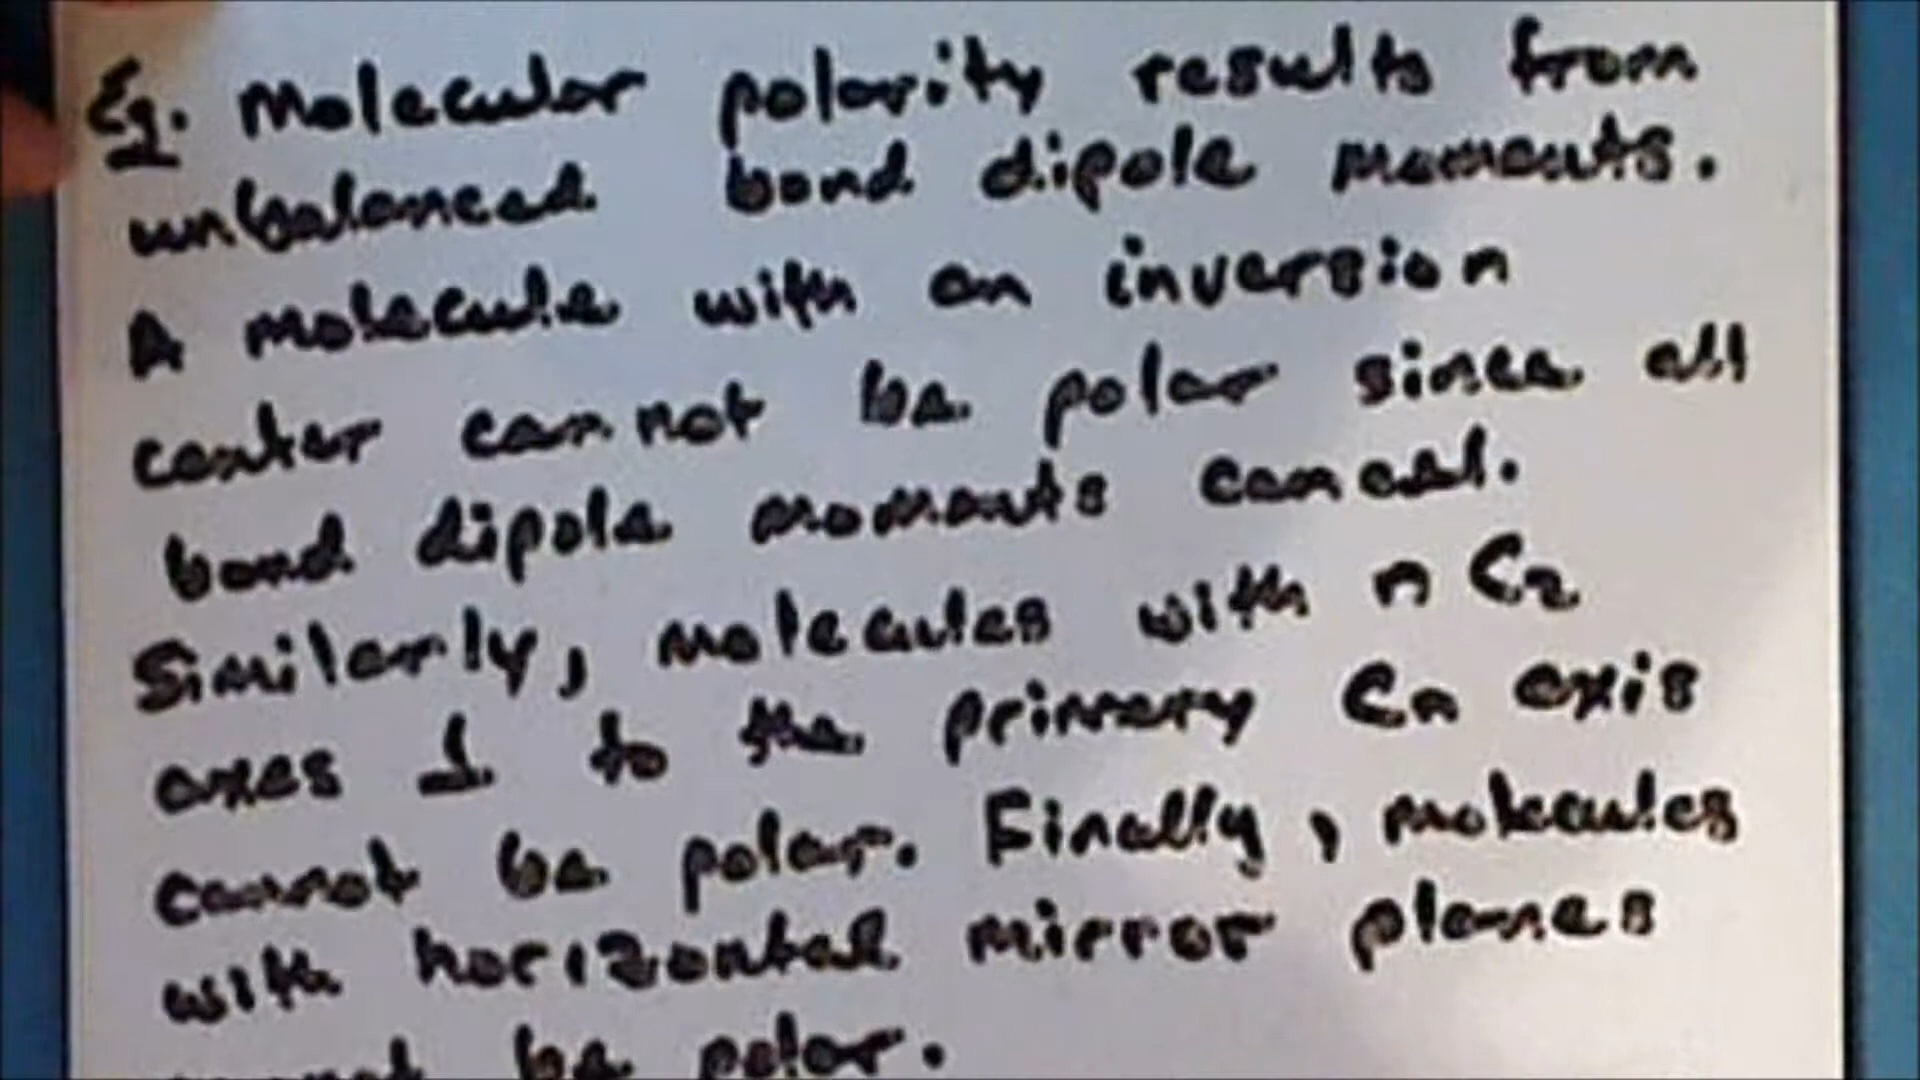 Eg. Molecular polarity results from
unbalanced bond dipole moments.
A molecule with an inversion
center cannot be polar since all
bond dipole moments cancel.
Similarly, molecules with n C₂
axes ⊥ to the primary Cn axis
cannot be polar. Finally, molecules
with horizontal mirror planes
cannot be polar.